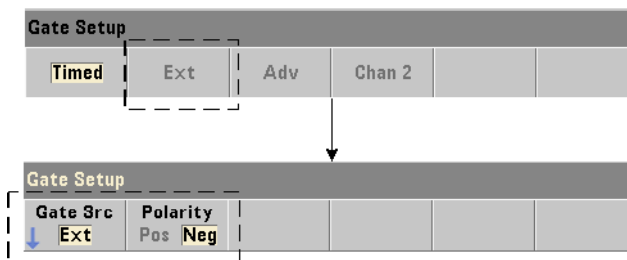 Gate Setup
Timed Ext Adv Chan 2
Gate Setup
Gate Src Polarity
Ext Pos Neg